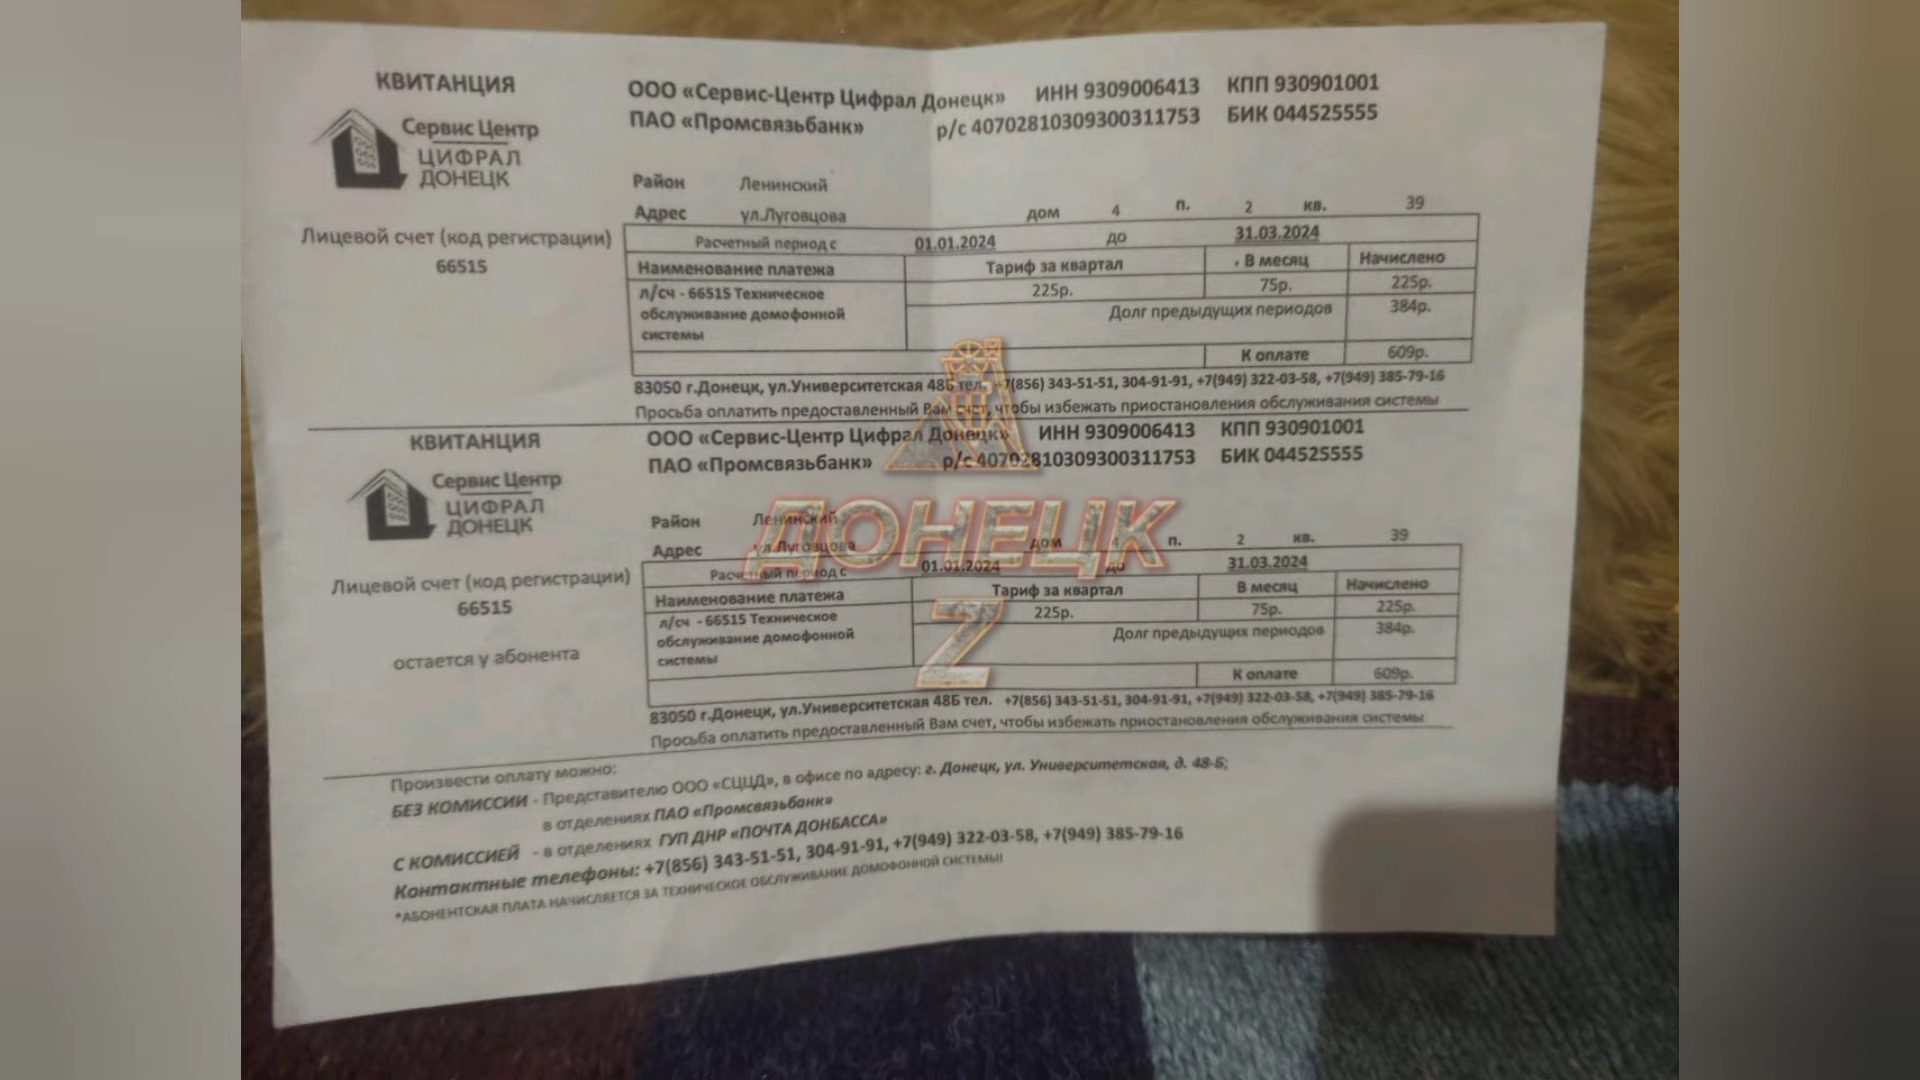 КВИТАНЦИЯ
ООО «Сервис-Центр Цифрал Донецк» ИНН 9309006413 КПП 930901001
ПАО «Промсвязьбанк» р/с 40702810309300311753 БИК 044525555
Сервис Центр
ЦИФРАЛ
ДОНЕЦК
Район Ленинский
Адрес ул.Луговцова дом 4 п. 2 кв. 39
Лицевой счет (код регистрации)
66515
Расчетный период с 01.01.2024 до 31.03.2024
Наименование платежа Тариф за квартал В месяц Начислено
л/сч - 66515 Техническое 225р. 75р. 225р.
обслуживание домофонной Долг предыдущих периодов 384р.
системы
К оплате 609р.
83050 г.Донецк, ул.Университетская 48Б тел. +7(856) 343-51-51, 304-91-91, +7(949) 322-03-58, +7(949) 385-79-16
Просьба оплатить предоставленный Вам счет, чтобы избежать приостановления обслуживания системы
КВИТАНЦИЯ
ООО «Сервис-Центр Цифрал Донецк» ИНН 9309006413 КПП 930901001
ПАО «Промсвязьбанк» р/с 40702810309300311753 БИК 044525555
Сервис Центр
ЦИФРАЛ
ДОНЕЦК
Район Ленинский
Адрес ул.Луговцова дом 4 п. 2 кв. 39
Лицевой счет (код регистрации)
66515
остается у абонента
Расчетный период с 01.01.2024 до 31.03.2024
Наименование платежа Тариф за квартал В месяц Начислено
л/сч - 66515 Техническое 225р. 75р. 225р.
обслуживание домофонной Долг предыдущих периодов 384р.
системы
К оплате 609р.
83050 г.Донецк, ул.Университетская 48Б тел. +7(856) 343-51-51, 304-91-91, +7(949) 322-03-58, +7(949) 385-79-16
Просьба оплатить предоставленный Вам счет, чтобы избежать приостановления обслуживания системы
ДОНЕЦК
Z
Произвести оплату можно:
БЕЗ КОМИССИИ - Представителю ООО «СЦЦД», в офисе по адресу: г. Донецк, ул. Университетская, д. 48-Б;
в отделениях ПАО «Промсвязьбанк»
С КОМИССИЕЙ - в отделениях ГУП ДНР «ПОЧТА ДОНБАССА»
Контактные телефоны: +7(856) 343-51-51, 304-91-91, +7(949) 322-03-58, +7(949) 385-79-16
*АБОНЕНТСКАЯ ПЛАТА НАЧИСЛЯЕТСЯ ЗА ТЕХНИЧЕСКОЕ ОБСЛУЖИВАНИЕ ДОМОФОННОЙ СИСТЕМЫ!